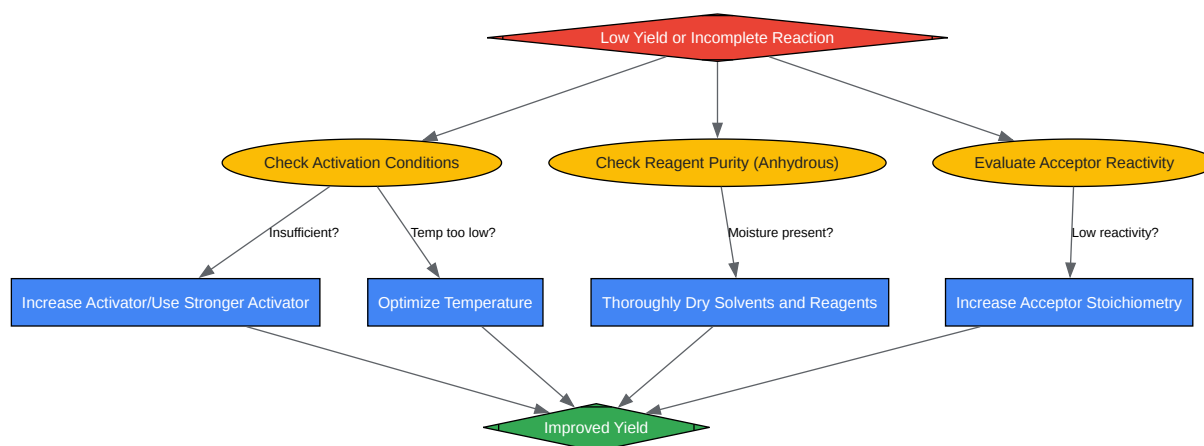 Low Yield or Incomplete Reaction
Check Activation Conditions
Check Reagent Purity (Anhydrous)
Evaluate Acceptor Reactivity
Insufficient?
Temp too low?
Moisture present?
Low reactivity?
Increase Activator/Use Stronger Activator
Optimize Temperature
Thoroughly Dry Solvents and Reagents
Increase Acceptor Stoichiometry
Improved Yield